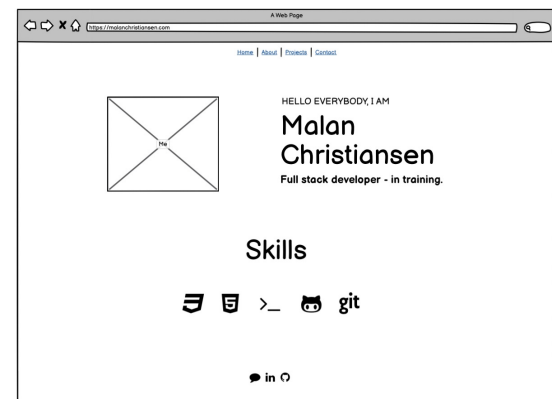 A Web Page
https://malanchristiansen.com
Home | About | Projects | Contact
Me
HELLO EVERYBODY, I AM
Malan
Christiansen
Full stack developer - in training.
Skills
git
in